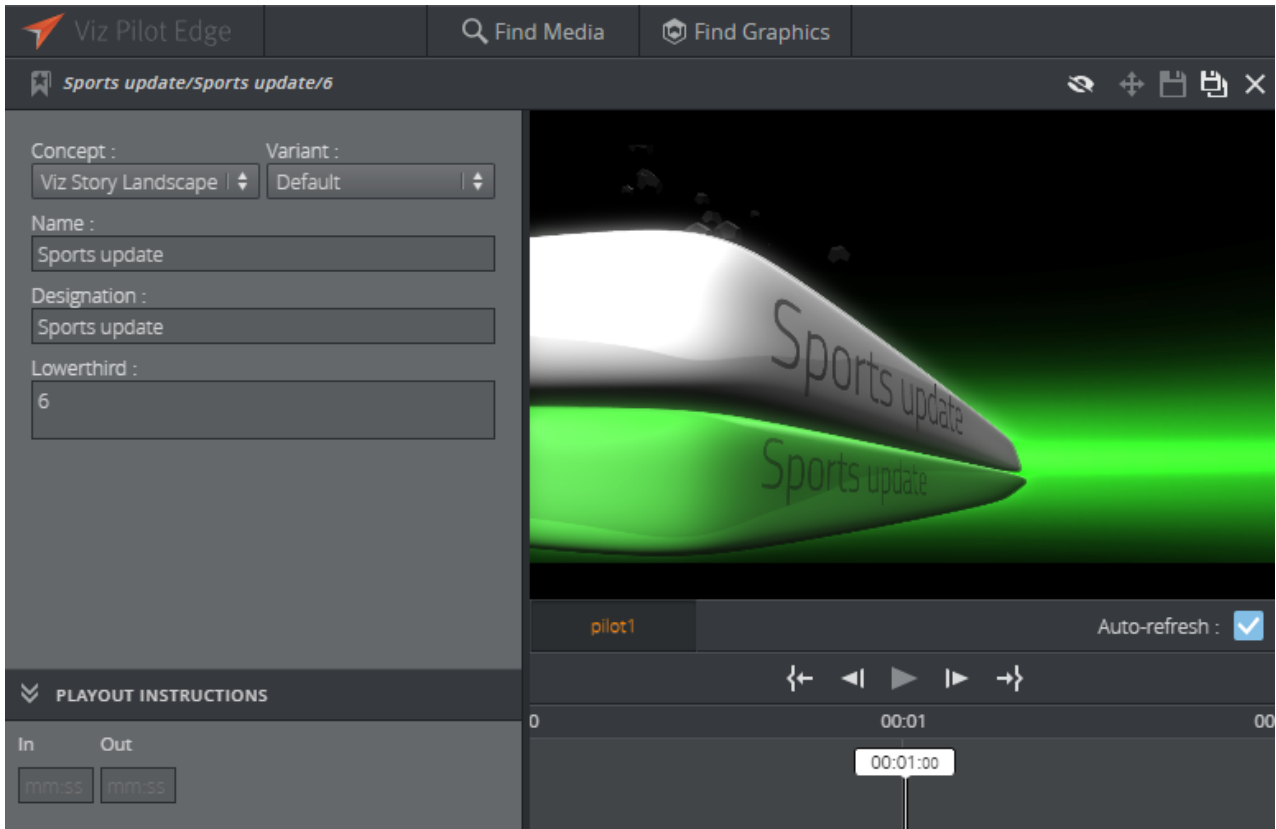 Viz Pilot Edge
Find Media
Find Graphics
Sports update/Sports update/6
Concept :
Variant :
Viz Story Landscape
Default
Name :
Sports update
Designation :
Sports update
Lowerthird :
6
Sports update
Sports update
pilot1
Auto-refresh :
PLAYOUT INSTRUCTIONS
In
Out
mm:ss
mm:ss
0
00:01
00
00:01:00